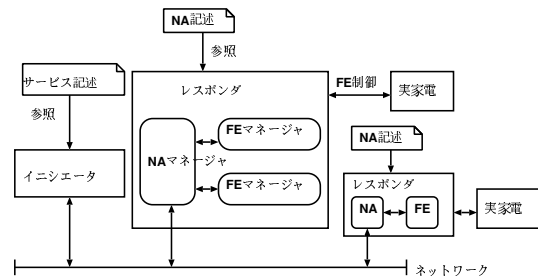 NA記述
参照
サービス記述
参照
レスポンダ
FE制御
実家電
NA記述
FEマネージャ
NAマネージャ
FEマネージャ
イニシエータ
レスポンダ
NA
FE
実家電
ネットワーク